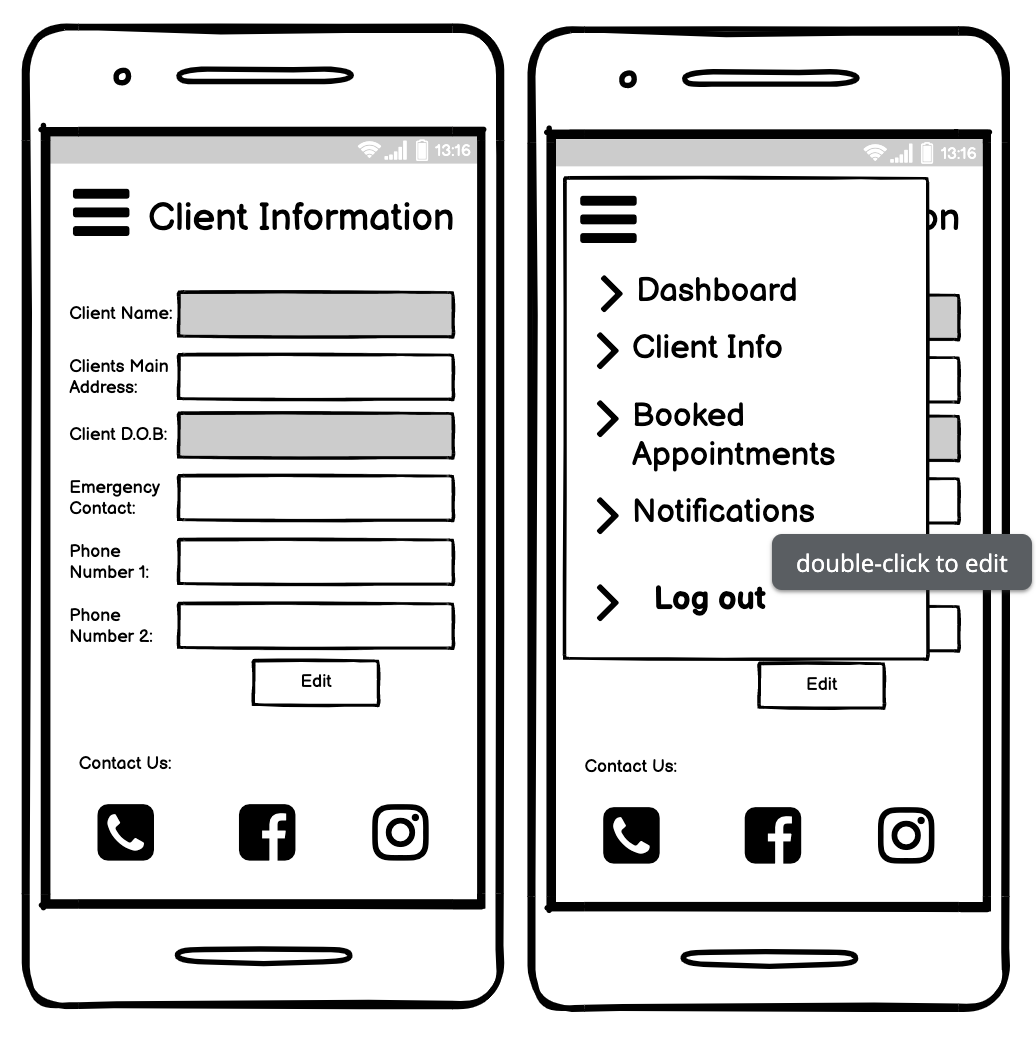 13:16
Client Information
Client Name:
Clients Main
Address:
Client D.O.B:
Emergency
Contact:
Phone
Number 1:
Phone
Number 2:
Edit
Contact Us:
13:16
on
Dashboard
Client Info
Booked
Appointments
Notifications
double-click to edit
Log out
Edit
Contact Us: